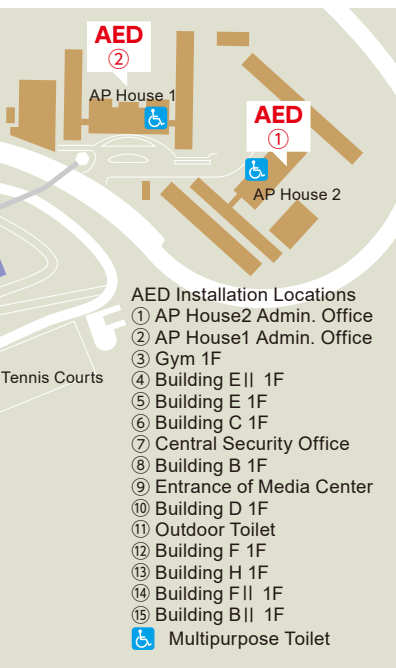 AED
②
AP House 1
AED
①
AP House 2
Tennis Courts
AED Installation Locations
① AP House2 Admin. Office
② AP House1 Admin. Office
③ Gym 1F
④ Building E|| 1F
⑤ Building E 1F
⑥ Building C 1F
⑦ Central Security Office
⑧ Building B 1F
⑨ Entrance of Media Center
⑩ Building D 1F
⑪ Outdoor Toilet
⑫ Building F 1F
⑬ Building H 1F
⑭ Building F|| 1F
⑮ Building B|| 1F
Multipurpose Toilet